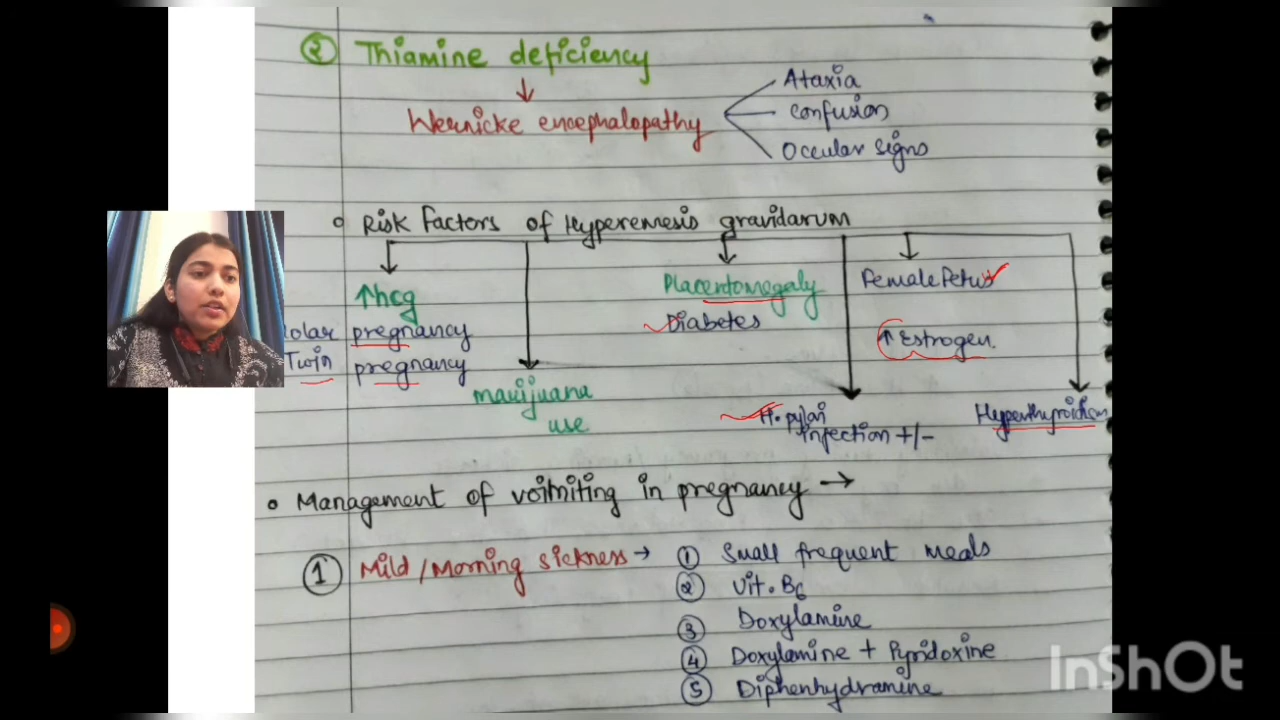 ② Thiamine deficiency
↓
Wernicke encephalopathy
Ataxia
confusion
Occular signs
Risk factors of Hyperemesis gravidarum
↑hcg
olar pregnancy
Twin pregnancy
marijuana
use
Placentomegaly
Diabetes
H. pylori
Infection +/-
Female fetus
↑ Estrogen
Hyperthyroidism
• Management of vomiting in pregnancy →
① Mild / Morning sickness → ① Small frequent meals
② Vit. B6
③ Doxylamine
④ Doxylamine + Pyridoxine
⑤ Diphenhydramine
InShOt